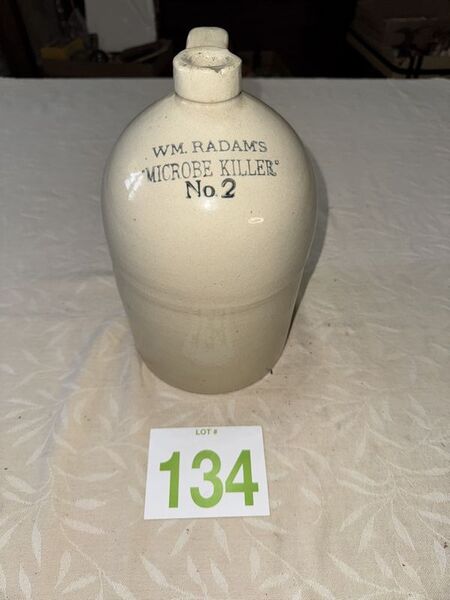 WM. RADAM'S
"MICROBE KILLER"
No. 2
LOT #
134